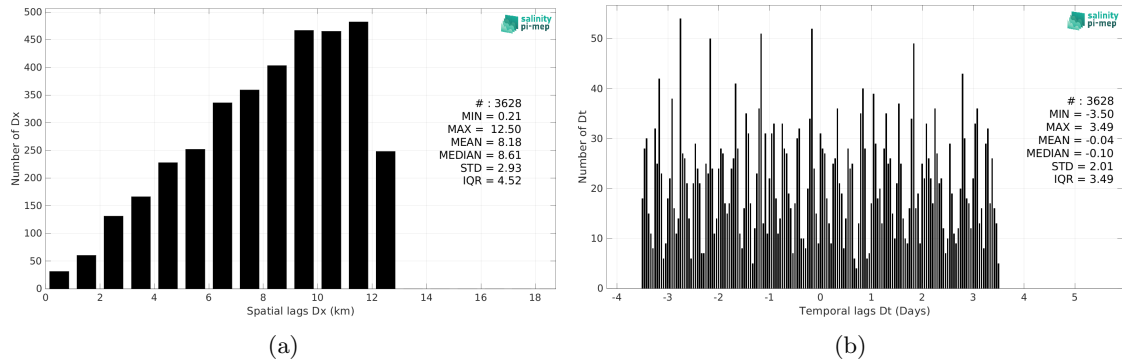 500
450
400
350
300
250
200
150
100
50
0
Number of Dx
0
2
4
6
8
10
12
14
16
18
Spatial lags Dx (km)
salinity
pi-mep
# : 3628
MIN = 0.21
MAX = 12.50
MEAN = 8.18
MEDIAN = 8.61
STD = 2.93
IQR = 4.52
(a)
50
40
30
20
10
0
Number of Dt
-4
-3
-2
-1
0
1
2
3
4
5
Temporal lags Dt (Days)
salinity
pi-mep
# : 3628
MIN = -3.50
MAX = 3.49
MEAN = -0.04
MEDIAN = -0.10
STD = 2.01
IQR = 3.49
(b)